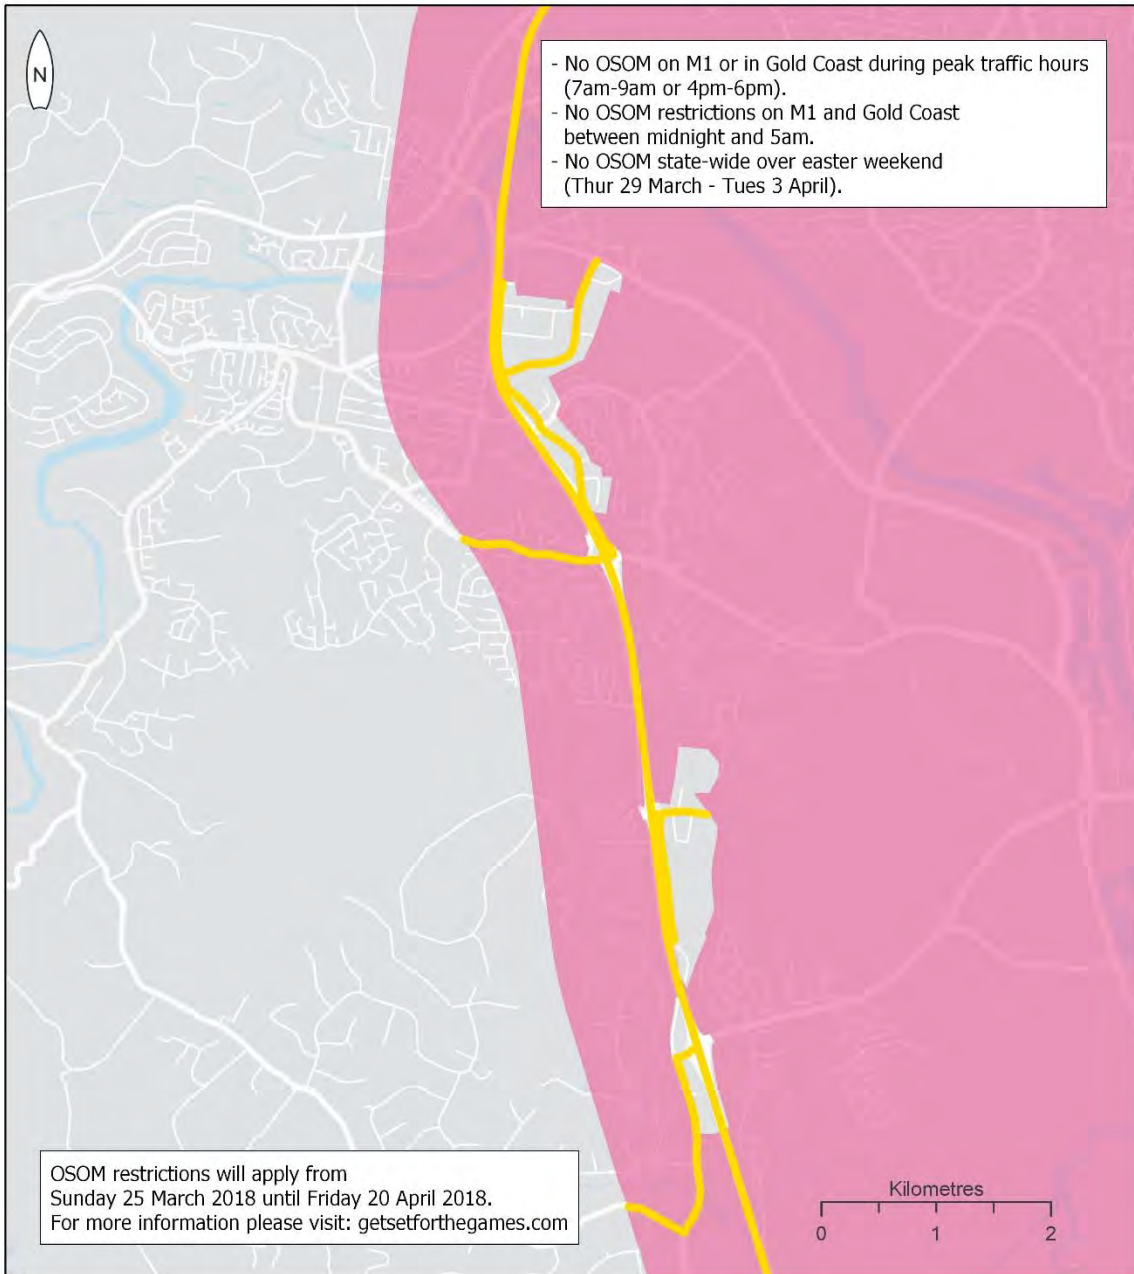 N
- No OSOM on M1 or in Gold Coast during peak traffic hours
(7am-9am or 4pm-6pm).
- No OSOM restrictions on M1 and Gold Coast
between midnight and 5am.
- No OSOM state-wide over easter weekend
(Thur 29 March - Tues 3 April).
OSOM restrictions will apply from
Sunday 25 March 2018 until Friday 20 April 2018.
For more information please visit: getsetforthegames.com
Kilometres
0 1 2